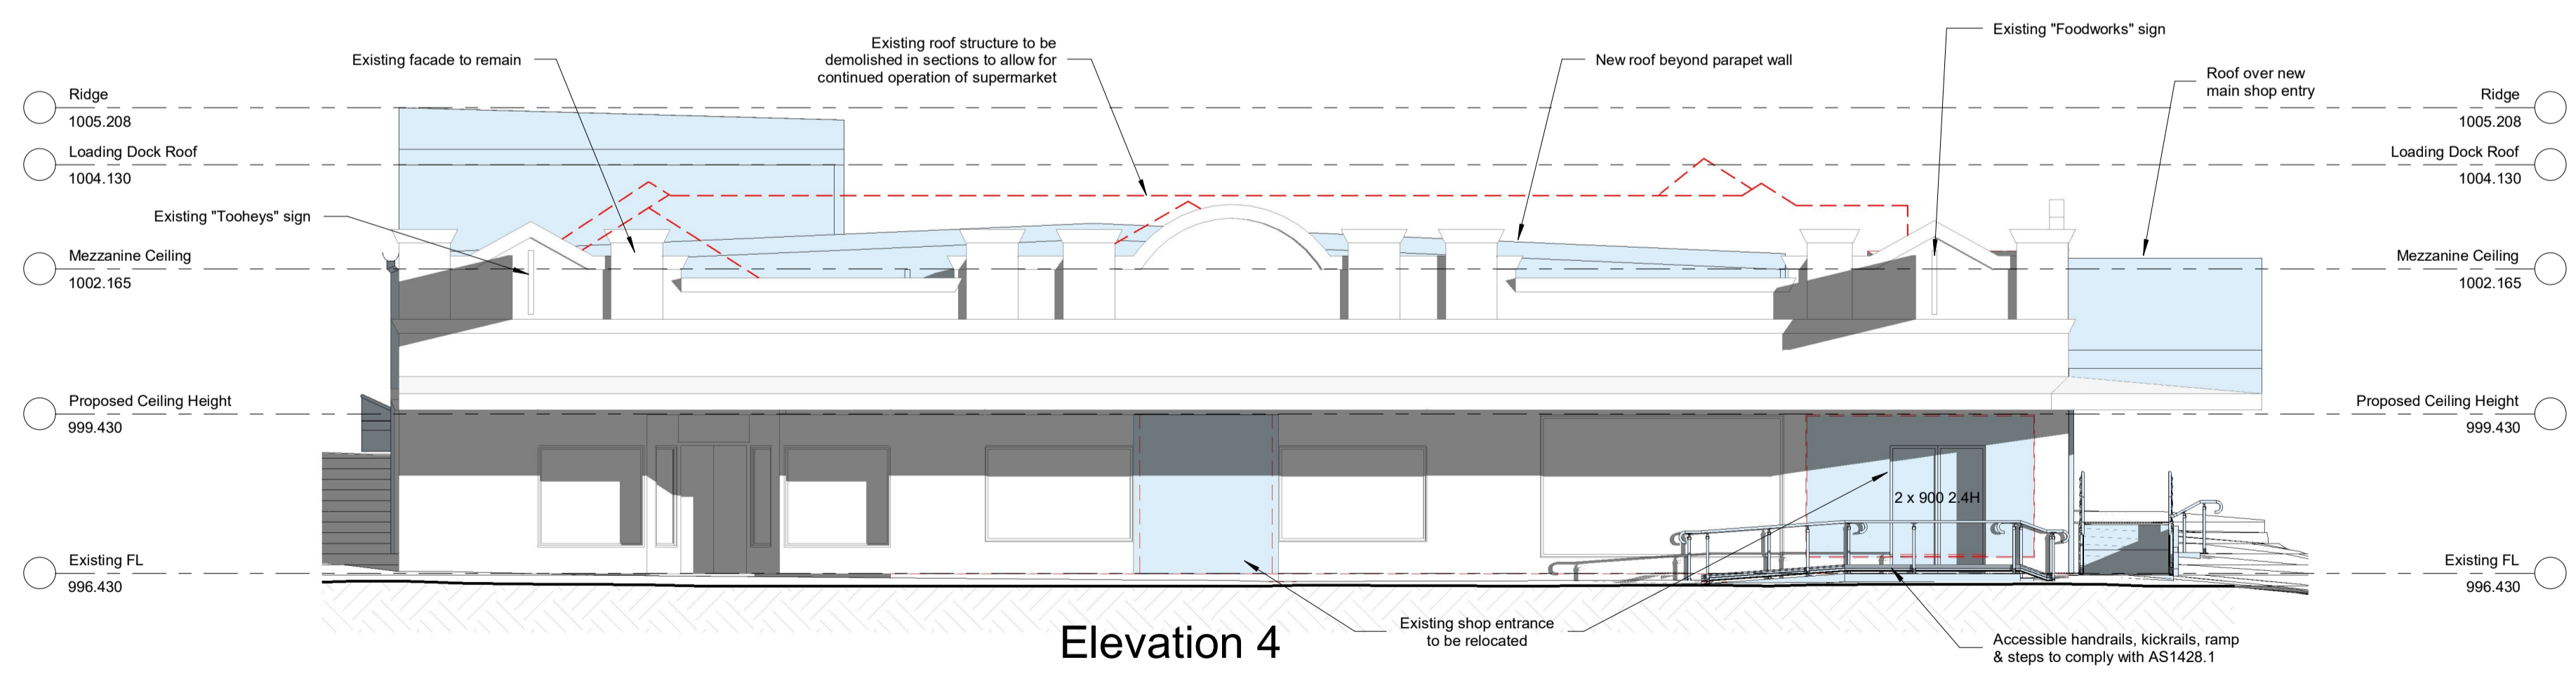 Existing "Foodworks" sign
Existing roof structure to be
demolished in sections to allow for
continued operation of supermarket
Existing facade to remain
New roof beyond parapet wall
Roof over new
main shop entry
Ridge
1005.208
Ridge
1005.208
Loading Dock Roof
1004.130
Loading Dock Roof
1004.130
Existing "Tooheys" sign
Mezzanine Ceiling
1002.165
Mezzanine Ceiling
1002.165
Proposed Ceiling Height
999.430
Proposed Ceiling Height
999.430
2 x 900 2.4H
Existing FL
996.430
Existing FL
996.430
Existing shop entrance
to be relocated
Elevation 4
Accessible handrails, kickrails, ramp
& steps to comply with AS1428.1